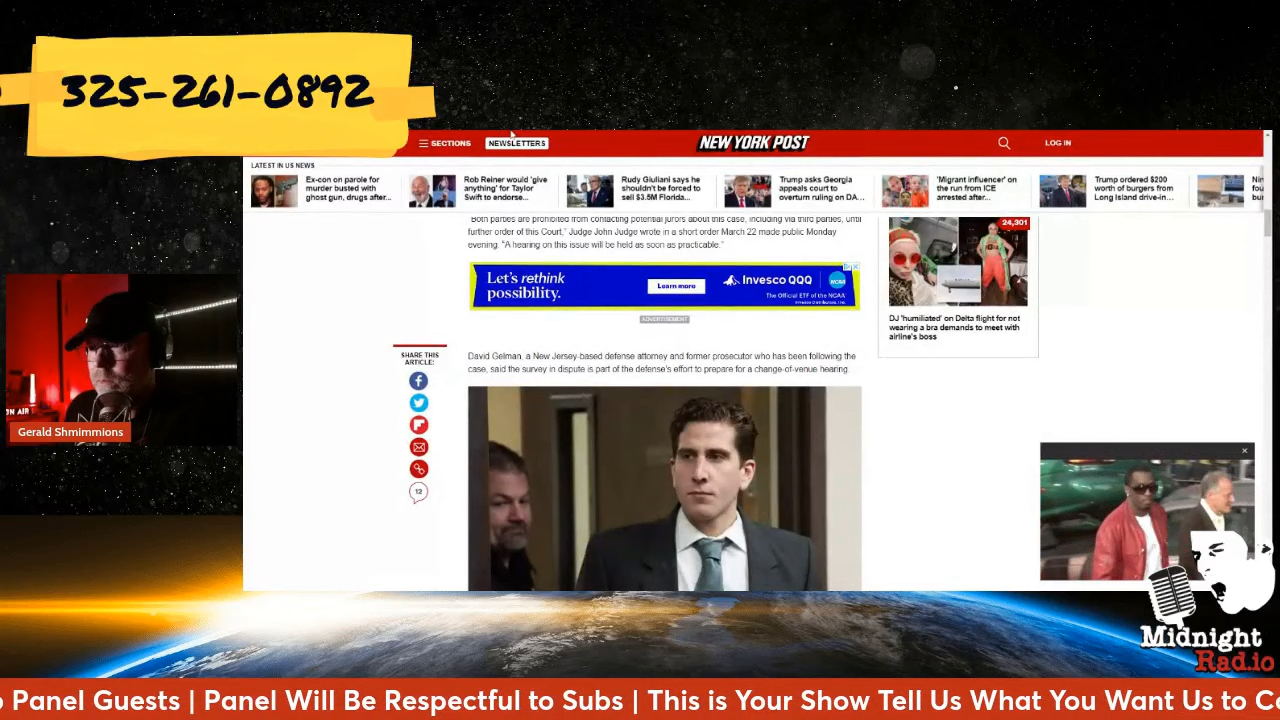 325-261-0892
SECTIONS
NEWSLETTERS
NEW YORK POST
LOG IN
LATEST IN US NEWS
Ex-con on parole for
murder busted with
ghost gun, drugs after...
Rob Reiner would 'give
anything' for Taylor
Swift to endorse...
Rudy Giuliani says he
shouldn't be forced to
sell $3.5M Florida...
Trump asks Georgia
appeals court to
overturn ruling on DA...
'Migrant influencer' on
the run from ICE
arrested after...
Trump ordered $200
worth of burgers from
Long Island drive-in...
"Both parties are prohibited from contacting potential jurors about this case, including via third parties, until
further order of this Court," Judge John Judge wrote in a short order March 22 made public Monday
evening. "A hearing on this issue will be held as soon as practicable."
24,301
Let's rethink
possibility.
Learn more
Invesco QQQ
NCAA
The Official ETF of the NCAA
Invesco Distributors, Inc.
ADVERTISEMENT
DJ 'humiliated' on Delta flight for not
wearing a bra demands to meet with
airline's boss
SHARE THIS
ARTICLE:
12
David Gelman, a New Jersey-based defense attorney and former prosecutor who has been following the
case, said the survey in dispute is part of the defense's effort to prepare for a change-of-venue hearing.
ON AIR
Gerald Shmimmions
Midnight
Rad.io
Panel Guests | Panel Will Be Respectful to Subs | This is Your Show Tell Us What You Want Us to